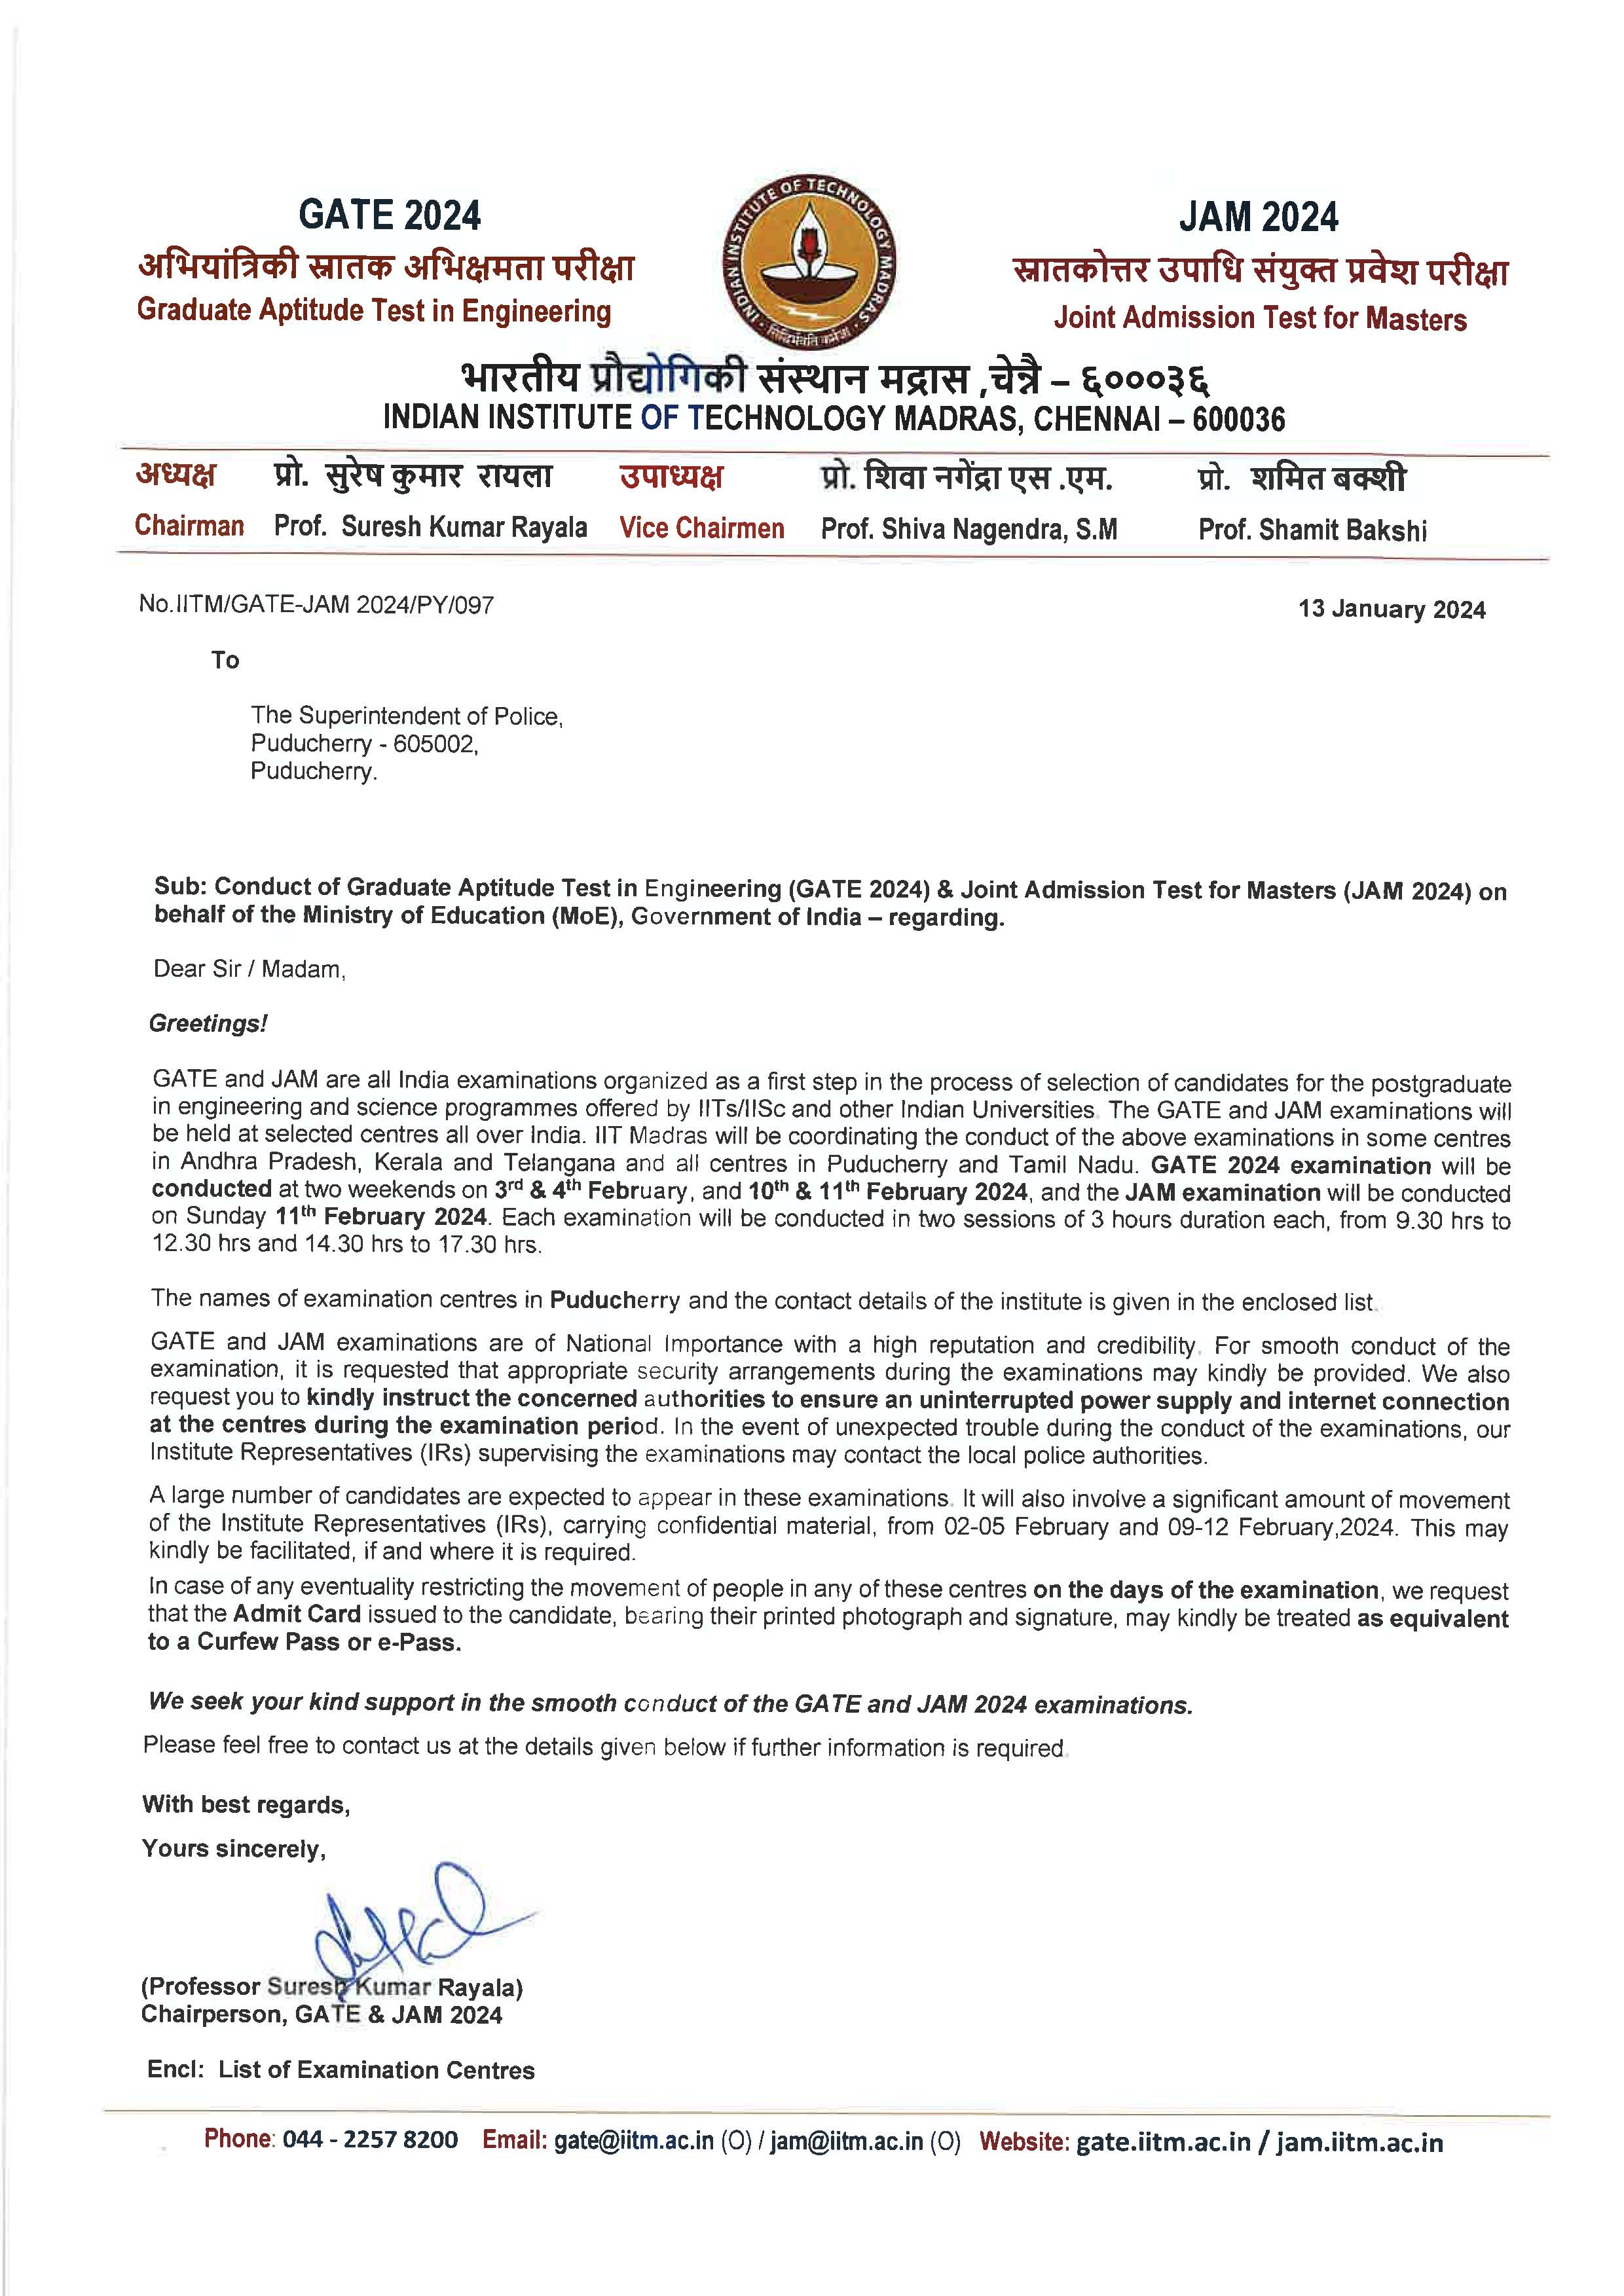 GATE 2024
अभियांत्रिकी स्नातक अभिक्षमता परीक्षा
Graduate Aptitude Test in Engineering
INDIAN INSTITUTE OF TECHNOLOGY MADRAS
सिद्धिर्भवति कर्मजा
JAM 2024
स्नातकोत्तर उपाधि संयुक्त प्रवेश परीक्षा
Joint Admission Test for Masters
भारतीय प्रौद्योगिकी संस्थान मद्रास ,चेन्नै – ६०००३६
INDIAN INSTITUTE OF TECHNOLOGY MADRAS, CHENNAI – 600036
अध्यक्ष प्रो. सुरेष कुमार रायला उपाध्यक्ष प्रो. शिवा नगेंद्रा एस .एम. प्रो. शमित बक्शी
Chairman Prof. Suresh Kumar Rayala Vice Chairmen Prof. Shiva Nagendra, S.M Prof. Shamit Bakshi
No.IITM/GATE-JAM 2024/PY/097 13 January 2024
To
The Superintendent of Police,
Puducherry - 605002,
Puducherry.
Sub: Conduct of Graduate Aptitude Test in Engineering (GATE 2024) & Joint Admission Test for Masters (JAM 2024) on
behalf of the Ministry of Education (MoE), Government of India – regarding.
Dear Sir / Madam,
Greetings!
GATE and JAM are all India examinations organized as a first step in the process of selection of candidates for the postgraduate
in engineering and science programmes offered by IITs/IISc and other Indian Universities. The GATE and JAM examinations will
be held at selected centres all over India. IIT Madras will be coordinating the conduct of the above examinations in some centres
in Andhra Pradesh, Kerala and Telangana and all centres in Puducherry and Tamil Nadu. GATE 2024 examination will be
conducted at two weekends on 3rd & 4th February, and 10th & 11th February 2024, and the JAM examination will be conducted
on Sunday 11th February 2024. Each examination will be conducted in two sessions of 3 hours duration each, from 9.30 hrs to
12.30 hrs and 14.30 hrs to 17.30 hrs.
The names of examination centres in Puducherry and the contact details of the institute is given in the enclosed list.
GATE and JAM examinations are of National Importance with a high reputation and credibility. For smooth conduct of the
examination, it is requested that appropriate security arrangements during the examinations may kindly be provided. We also
request you to kindly instruct the concerned authorities to ensure an uninterrupted power supply and internet connection
at the centres during the examination period. In the event of unexpected trouble during the conduct of the examinations, our
Institute Representatives (IRs) supervising the examinations may contact the local police authorities.
A large number of candidates are expected to appear in these examinations. It will also involve a significant amount of movement
of the Institute Representatives (IRs), carrying confidential material, from 02-05 February and 09-12 February,2024. This may
kindly be facilitated, if and where it is required.
In case of any eventuality restricting the movement of people in any of these centres on the days of the examination, we request
that the Admit Card issued to the candidate, bearing their printed photograph and signature, may kindly be treated as equivalent
to a Curfew Pass or e-Pass.
We seek your kind support in the smooth conduct of the GATE and JAM 2024 examinations.
Please feel free to contact us at the details given below if further information is required.
With best regards,
Yours sincerely,
(Professor Suresh Kumar Rayala)
Chairperson, GATE & JAM 2024
Encl: List of Examination Centres
Phone: 044 - 2257 8200 Email: gate@iitm.ac.in (O) / jam@iitm.ac.in (O) Website: gate.iitm.ac.in / jam.iitm.ac.in